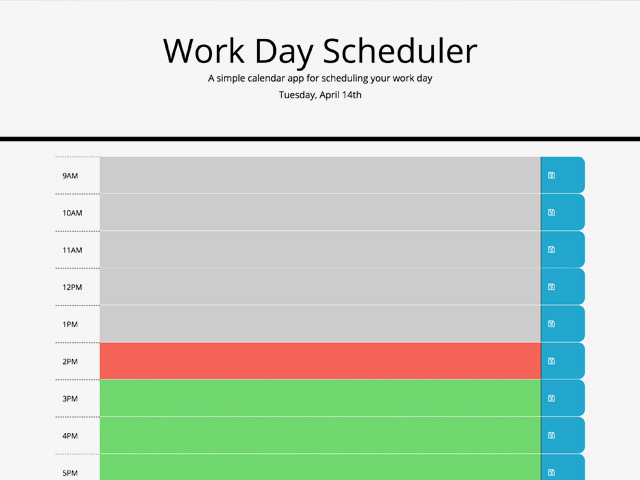 Work Day Scheduler
A simple calendar app for scheduling your work day
Tuesday, April 14th
9AM
10AM
11AM
12PM
1PM
2PM
3PM
4PM
5PM